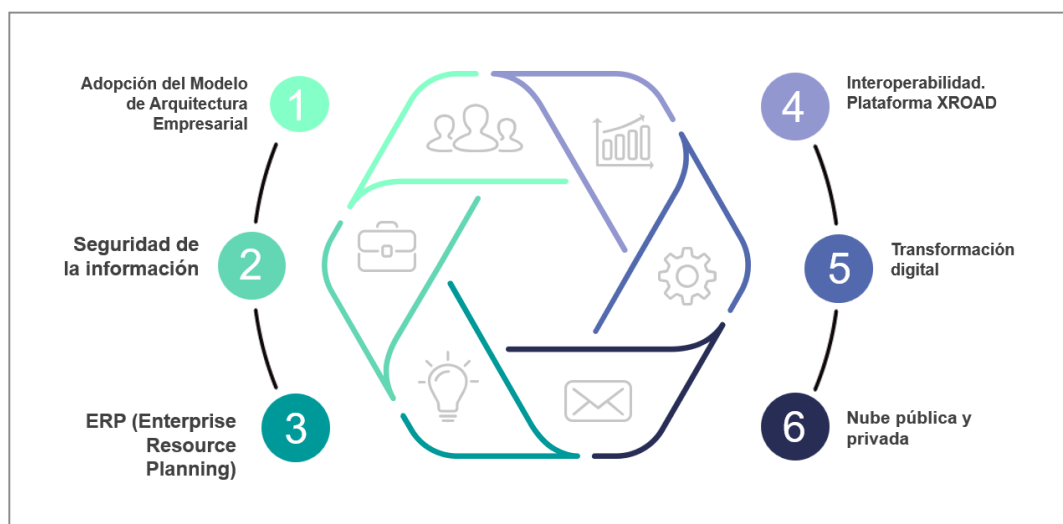 Adopción del Modelo
de Arquitectura
Empresarial
1
Seguridad de
la información
2
ERP (Enterprise
Resource
Planning)
3
4
Interoperabilidad.
Plataforma XROAD
5
Transformación
digital
6
Nube pública y
privada